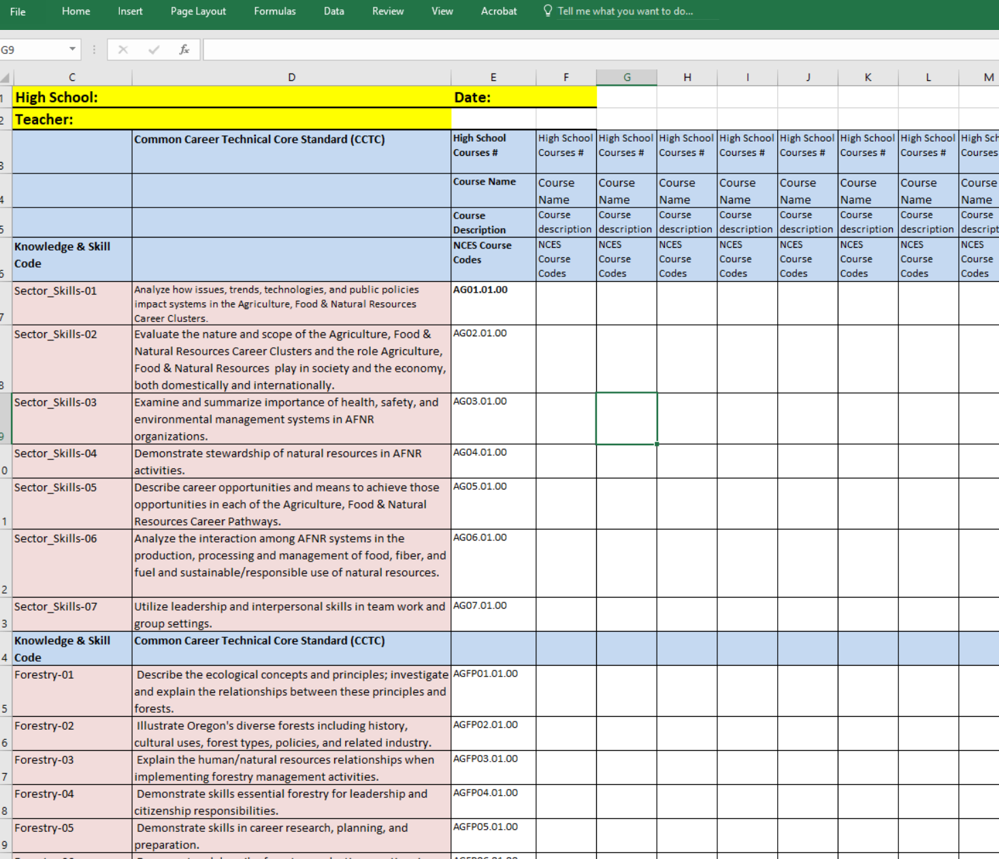 File Home Insert Page Layout Formulas Data Review View Acrobat Tell me what you want to do...
G9 fx
C D E F G H I J K L M
1 High School: Date:
2 Teacher:
Common Career Technical Core Standard (CCTC) High School High School High School High School High School High School High School High School High Sch
Courses # Courses # Courses # Courses # Courses # Courses # Courses # Courses # Courses
3
Course Name Course Course Course Course Course Course Course Course
4 Name Name Name Name Name Name Name Name
Course Course Course Course Course Course Course Course Course
5 Description description description description description description description description descript
Knowledge & Skill NCES Course NCES NCES NCES NCES NCES NCES NCES NCES
Code Codes Course Course Course Course Course Course Course Course
6 Codes Codes Codes Codes Codes Codes Codes Codes
Sector_Skills-01 Analyze how issues, trends, technologies, and public policies AG01.01.00
impact systems in the Agriculture, Food & Natural Resources
7 Career Clusters.
Sector_Skills-02 Evaluate the nature and scope of the Agriculture, Food & AG02.01.00
Natural Resources Career Clusters and the role Agriculture,
Food & Natural Resources play in society and the economy,
8 both domestically and internationally.
Sector_Skills-03 Examine and summarize importance of health, safety, and AG03.01.00
environmental management systems in AFNR
9 organizations.
Sector_Skills-04 Demonstrate stewardship of natural resources in AFNR AG04.01.00
0 activities.
Sector_Skills-05 Describe career opportunities and means to achieve those AG05.01.00
opportunities in each of the Agriculture, Food & Natural
1 Resources Career Pathways.
Sector_Skills-06 Analyze the interaction among AFNR systems in the AG06.01.00
production, processing and management of food, fiber, and
fuel and sustainable/responsible use of natural resources.
2
Sector_Skills-07 Utilize leadership and interpersonal skills in team work and AG07.01.00
3 group settings.
Knowledge & Skill Common Career Technical Core Standard (CCTC)
4 Code
Forestry-01 Describe the ecological concepts and principles; investigate AGFP01.01.00
and explain the relationships between these principles and
5 forests.
Forestry-02 Illustrate Oregon's diverse forests including history, AGFP02.01.00
6 cultural uses, forest types, policies, and related industry.
Forestry-03 Explain the human/natural resources relationships when AGFP03.01.00
7 implementing forestry management activities.
Forestry-04 Demonstrate skills essential forestry for leadership and AGFP04.01.00
8 citizenship responsibilities.
Forestry-05 Demonstrate skills in career research, planning, and AGFP05.01.00
9 preparation.